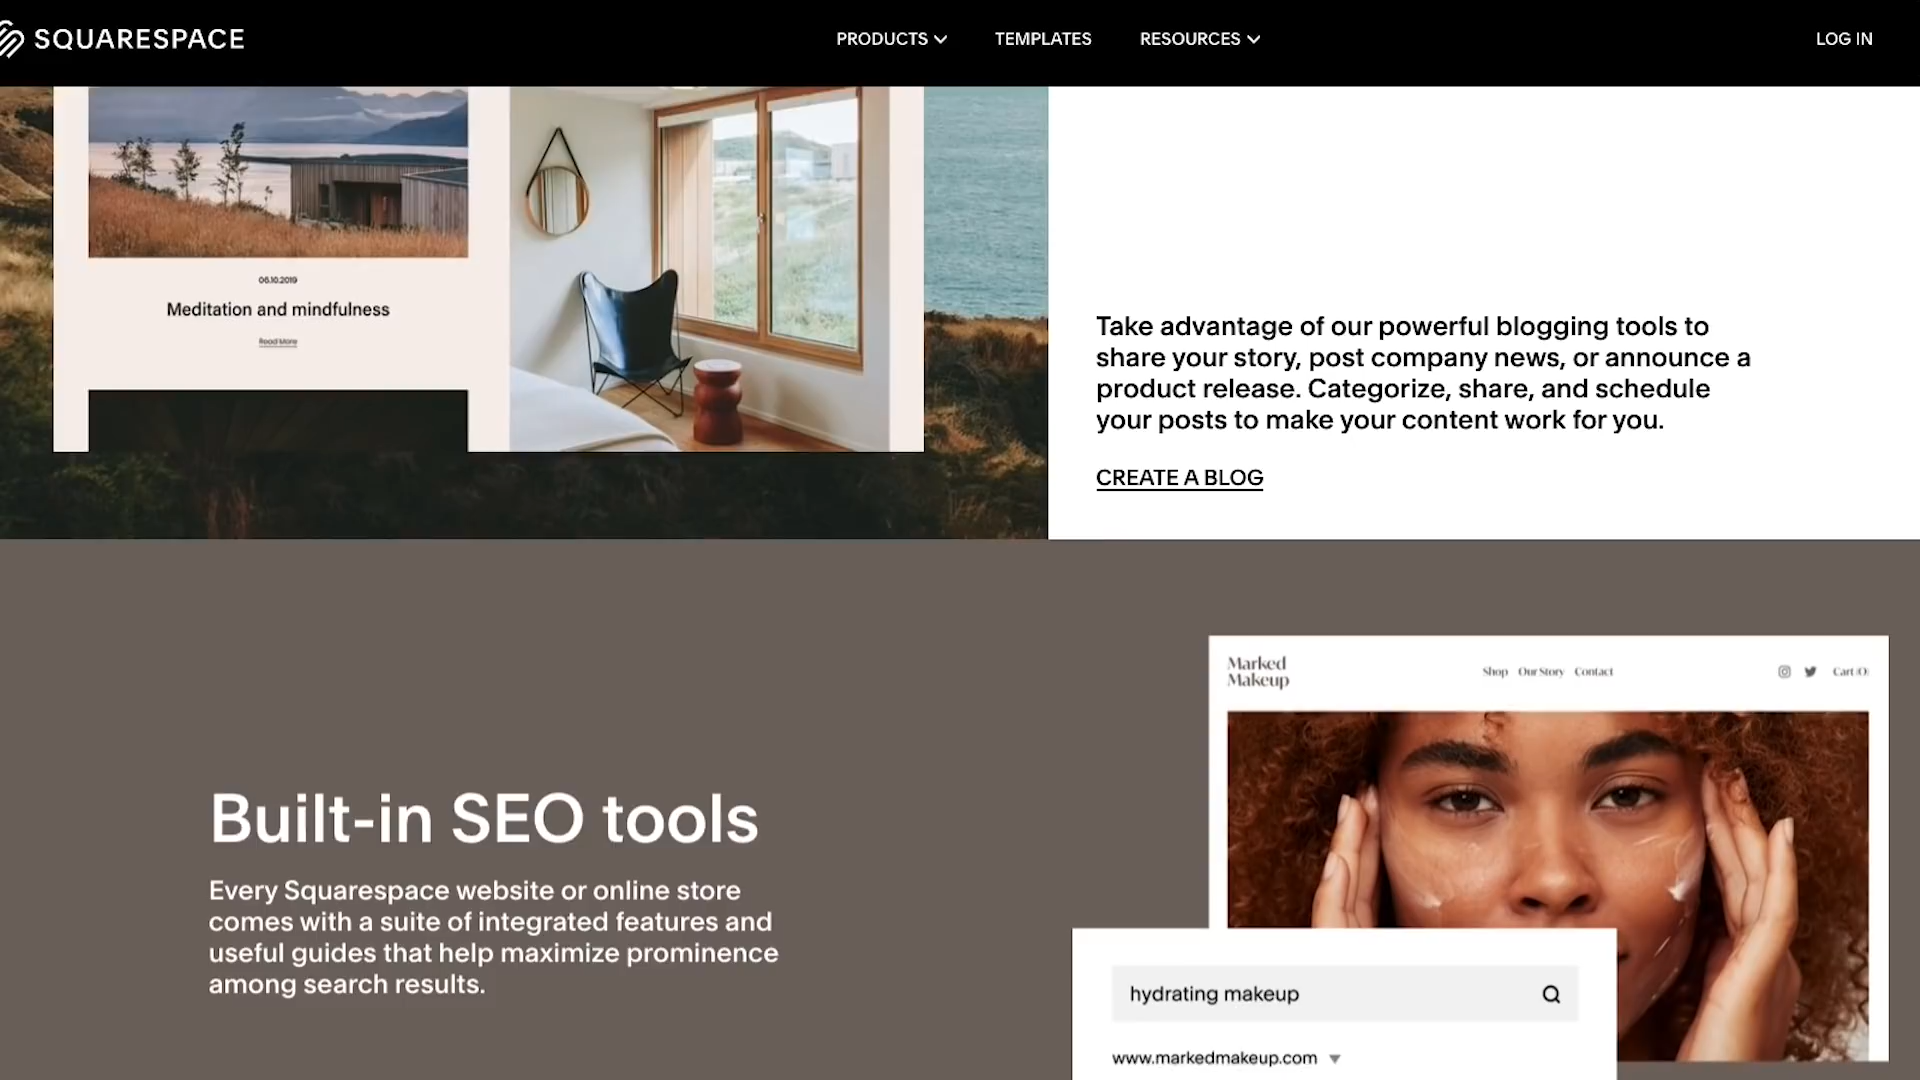 SQUARESPACE
PRODUCTS
TEMPLATES
RESOURCES
LOG IN
06.10.2019
Meditation and mindfulness
Read More
Take advantage of our powerful blogging tools to
share your story, post company news, or announce a
product release. Categorize, share, and schedule
your posts to make your content work for you.
CREATE A BLOG
Built-in SEO tools
Every Squarespace website or online store
comes with a suite of integrated features and
useful guides that help maximize prominence
among search results.
Marked
Makeup
Shop Our Story Contact
Cart (0)
hydrating makeup
www.markedmakeup.com